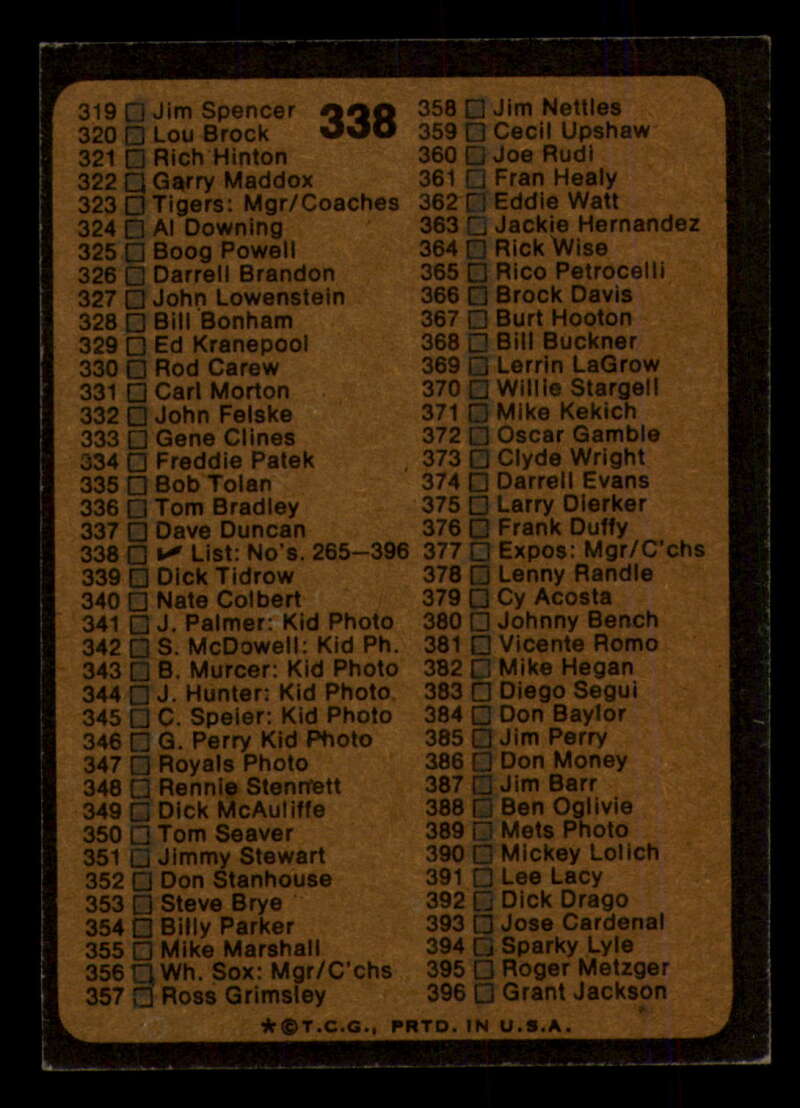 338
319 Jim Spencer
320 Lou Brock
321 Rich Hinton
322 Garry Maddox
323 Tigers: Mgr/Coaches
324 Al Downing
325 Boog Powell
326 Darrell Brandon
327 John Lowenstein
328 Bill Bonham
329 Ed Kranepool
330 Rod Carew
331 Carl Morton
332 John Felske
333 Gene Clines
334 Freddie Patek
335 Bob Tolan
336 Tom Bradley
337 Dave Duncan
338 ✔ List: No's. 265–396
339 Dick Tidrow
340 Nate Colbert
341 J. Palmer: Kid Photo
342 S. McDowell: Kid Ph.
343 B. Murcer: Kid Photo
344 J. Hunter: Kid Photo
345 C. Speier: Kid Photo
346 G. Perry Kid Photo
347 Royals Photo
348 Rennie Stennett
349 Dick McAuliffe
350 Tom Seaver
351 Jimmy Stewart
352 Don Stanhouse
353 Steve Brye
354 Billy Parker
355 Mike Marshall
356 Wh. Sox: Mgr/C'chs
357 Ross Grimsley
358 Jim Nettles
359 Cecil Upshaw
360 Joe Rudi
361 Fran Healy
362 Eddie Watt
363 Jackie Hernandez
364 Rick Wise
365 Rico Petrocelli
366 Brock Davis
367 Burt Hooton
368 Bill Buckner
369 Lerrin LaGrow
370 Willie Stargell
371 Mike Kekich
372 Oscar Gamble
373 Clyde Wright
374 Darrell Evans
375 Larry Dierker
376 Frank Duffy
377 Expos: Mgr/C'chs
378 Lenny Randle
379 Cy Acosta
380 Johnny Bench
381 Vicente Romo
382 Mike Hegan
383 Diego Segui
384 Don Baylor
385 Jim Perry
386 Don Money
387 Jim Barr
388 Ben Oglivie
389 Mets Photo
390 Mickey Lolich
391 Lee Lacy
392 Dick Drago
393 Jose Cardenal
394 Sparky Lyle
395 Roger Metzger
396 Grant Jackson
★©T.C.G., PRTD. IN U.S.A.